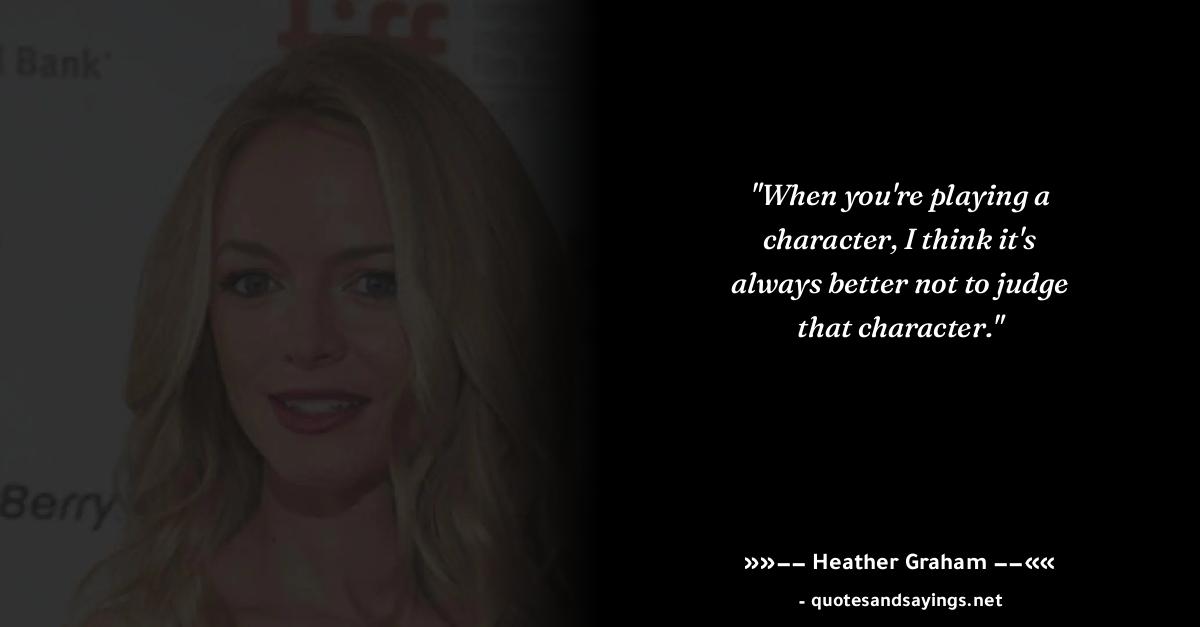 tiff
Bank
Berry
"When you're playing a
character, I think it's
always better not to judge
that character."
»»–– Heather Graham ––««
- quotesandsayings.net